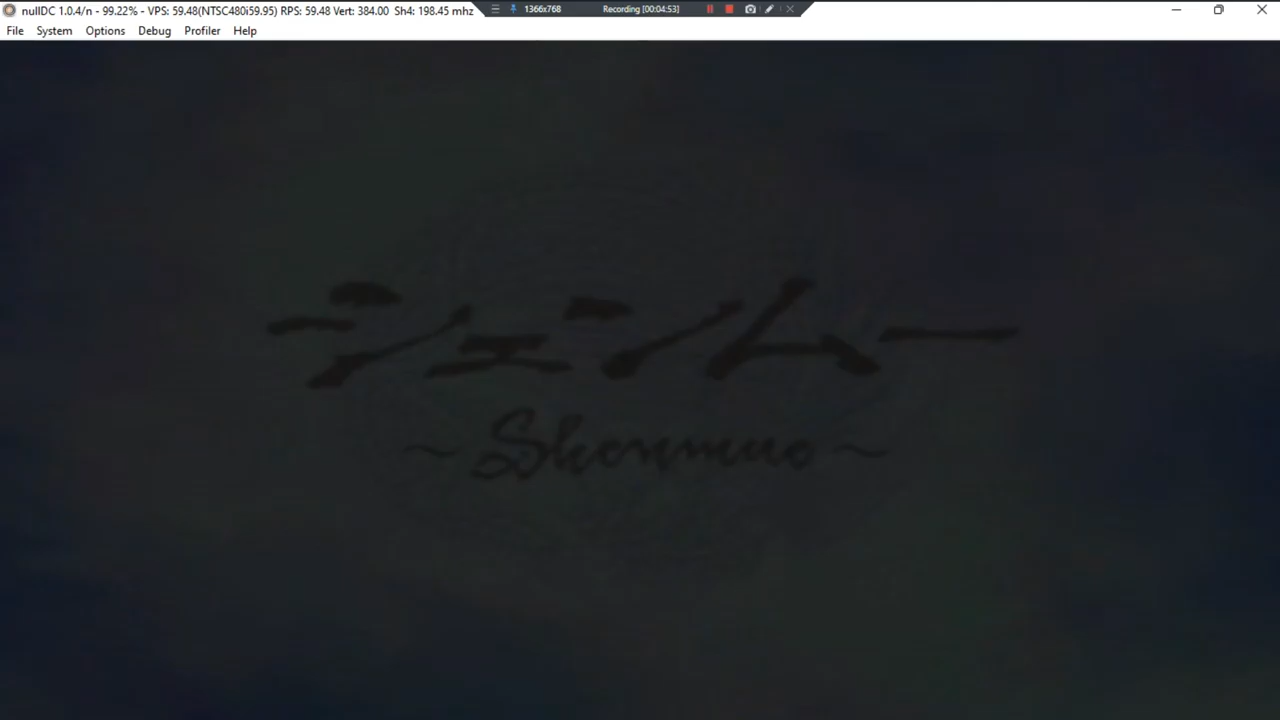 nullDC 1.0.4/n - 99.22% - VPS: 59.48(NTSC480i59.95) RPS: 59.48 Vert: 384.00 Sh4: 198.45 mhz
1366x768
Recording [00:04:53]
File System Options Debug Profiler Help
シェンムー
~ Shenmue ~